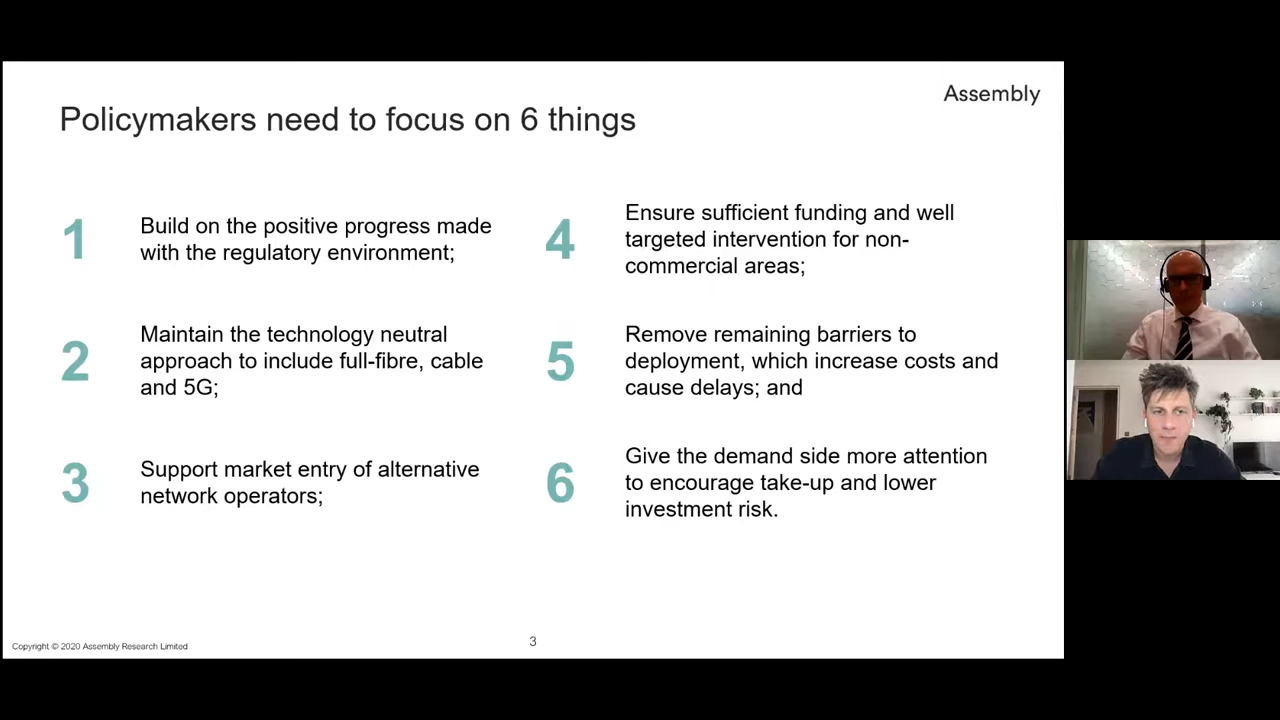 Assembly
Policymakers need to focus on 6 things
1
Build on the positive progress made
with the regulatory environment;
2
Maintain the technology neutral
approach to include full-fibre, cable
and 5G;
3
Support market entry of alternative
network operators;
4
Ensure sufficient funding and well
targeted intervention for non-
commercial areas;
5
Remove remaining barriers to
deployment, which increase costs and
cause delays; and
6
Give the demand side more attention
to encourage take-up and lower
investment risk.
Copyright © 2020 Assembly Research Limited
3